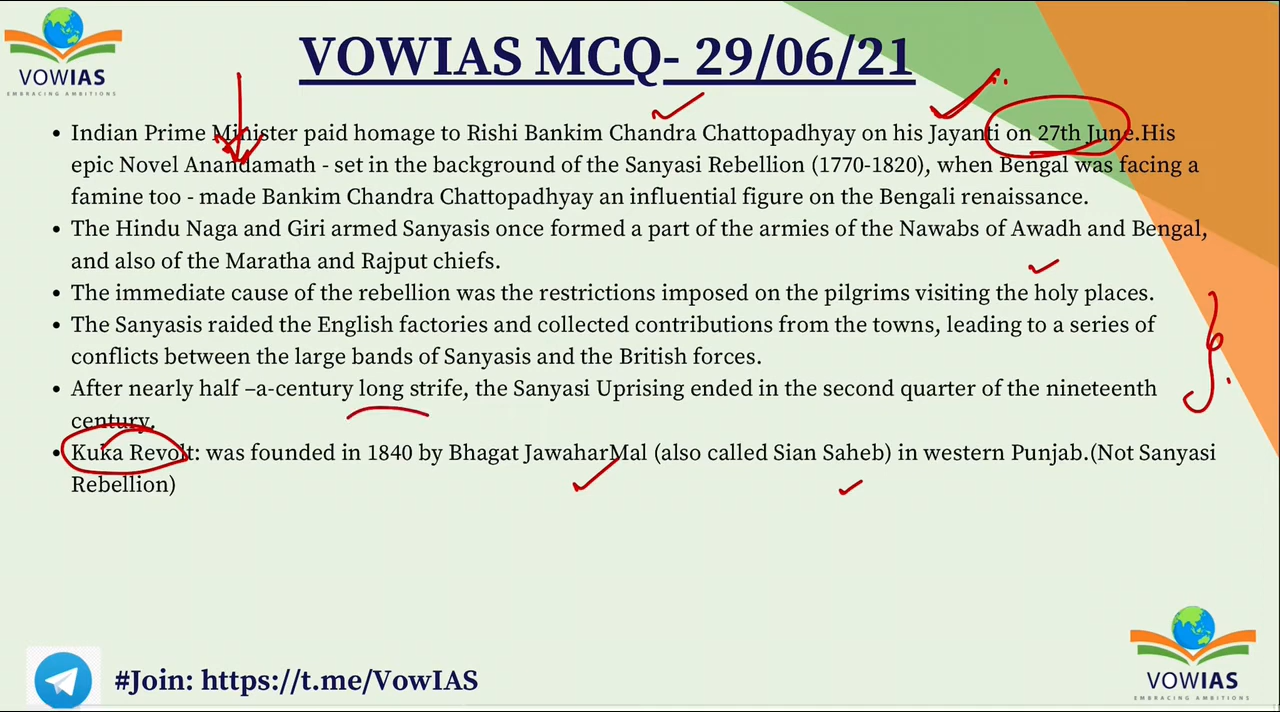 VOWIAS
EMBRACING AMBITIONS
VOWIAS MCQ- 29/06/21
• Indian Prime Minister paid homage to Rishi Bankim Chandra Chattopadhyay on his Jayanti on 27th June.His
epic Novel Anandamath - set in the background of the Sanyasi Rebellion (1770-1820), when Bengal was facing a
famine too - made Bankim Chandra Chattopadhyay an influential figure on the Bengali renaissance.
• The Hindu Naga and Giri armed Sanyasis once formed a part of the armies of the Nawabs of Awadh and Bengal,
and also of the Maratha and Rajput chiefs.
• The immediate cause of the rebellion was the restrictions imposed on the pilgrims visiting the holy places.
• The Sanyasis raided the English factories and collected contributions from the towns, leading to a series of
conflicts between the large bands of Sanyasis and the British forces.
• After nearly half –a-century long strife, the Sanyasi Uprising ended in the second quarter of the nineteenth
century.
• Kuka Revolt: was founded in 1840 by Bhagat JawaharMal (also called Sian Saheb) in western Punjab.(Not Sanyasi
Rebellion)
#Join: https://t.me/VowIAS
VOWIAS
EMBRACING AMBITIONS